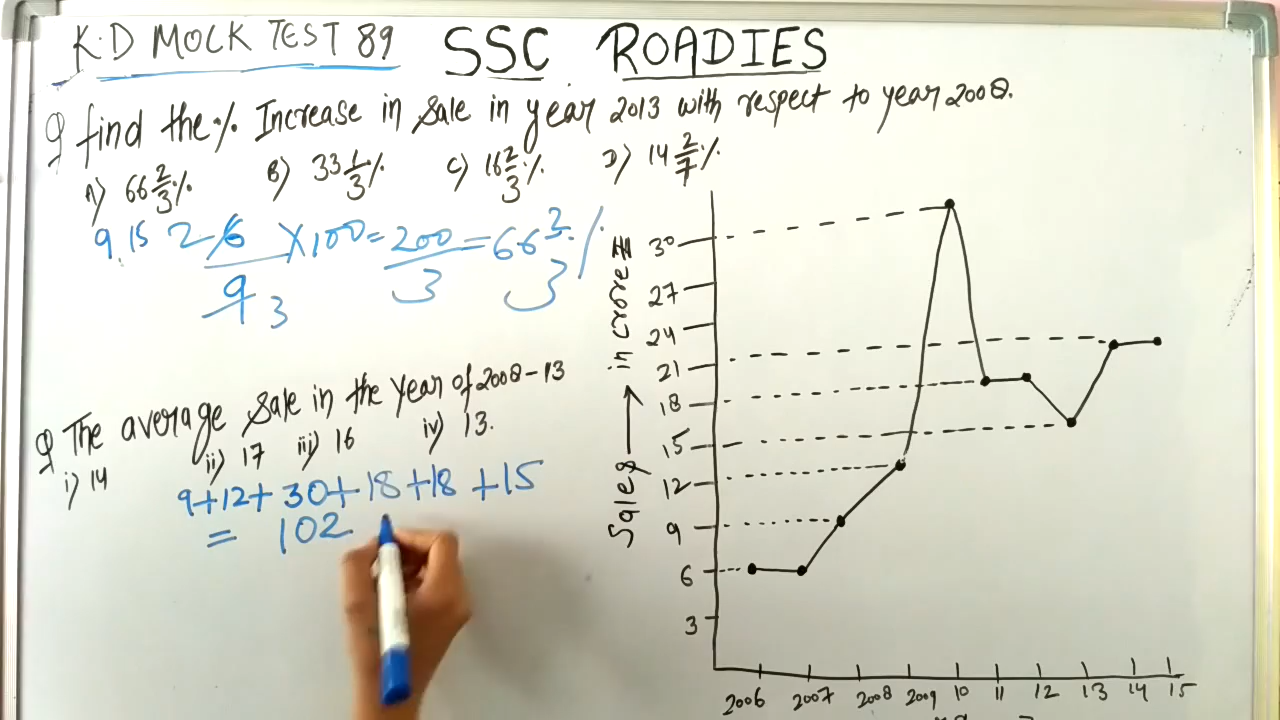 K.D MOCK TEST 89 SSC ROADIES
Q find the % Increase in sale in year 2013 with respect to year 2008.
A) 66 2/3 % B) 33 1/3 % C) 16 2/3 % D) 14 2/7 %
9, 15 2 6/9 3 ×100 = 200/3 = 66 3/3 %
Q The average sale in the year of 2008-13
i) 14 ii) 17 iii) 16 iv) 13.
9+12+30+18+18+15
= 102
Sales → in crore
30
27
24
21
18
15
12
9
6
3
2006 2007 2008 2009 10 11 12 13 14 15